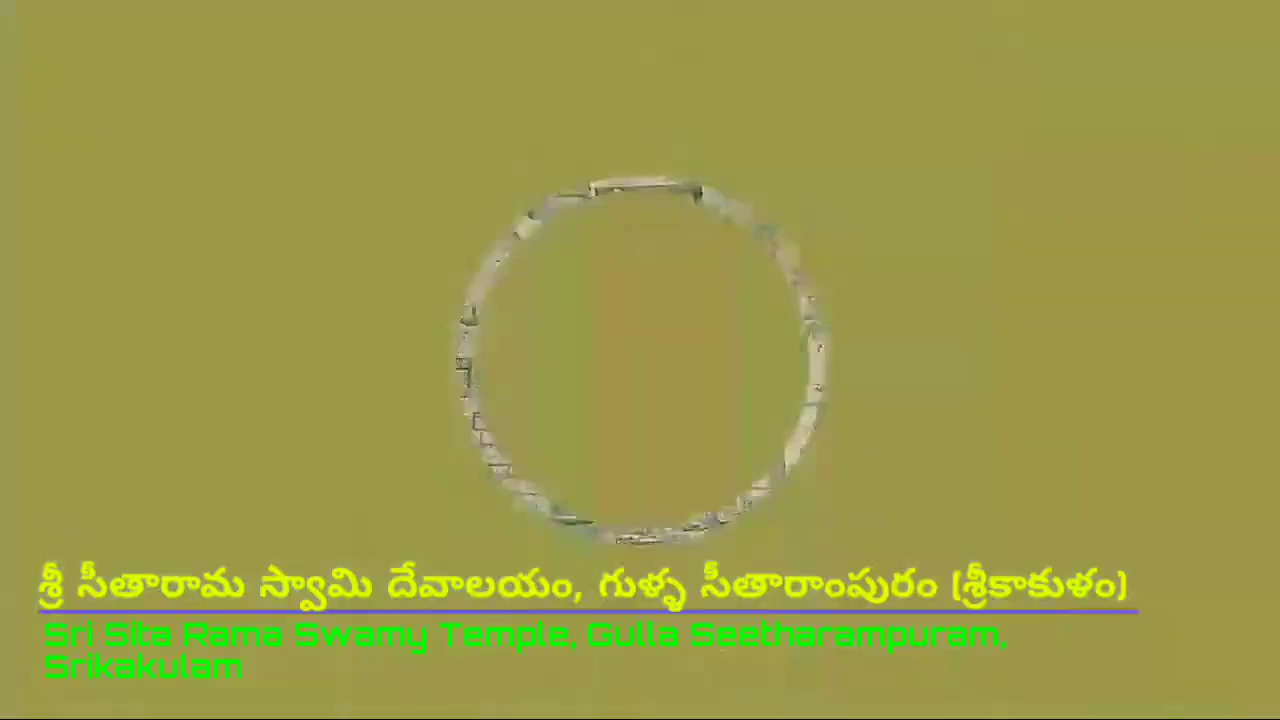 శ్రీ సీతారామ స్వామి దేవాలయం, గుళ్ళ సీతారాంపురం (శ్రీకాకుళం)
Sri Sita Rama Swamy Temple, Gulla Seetharampuram,
Srikakulam